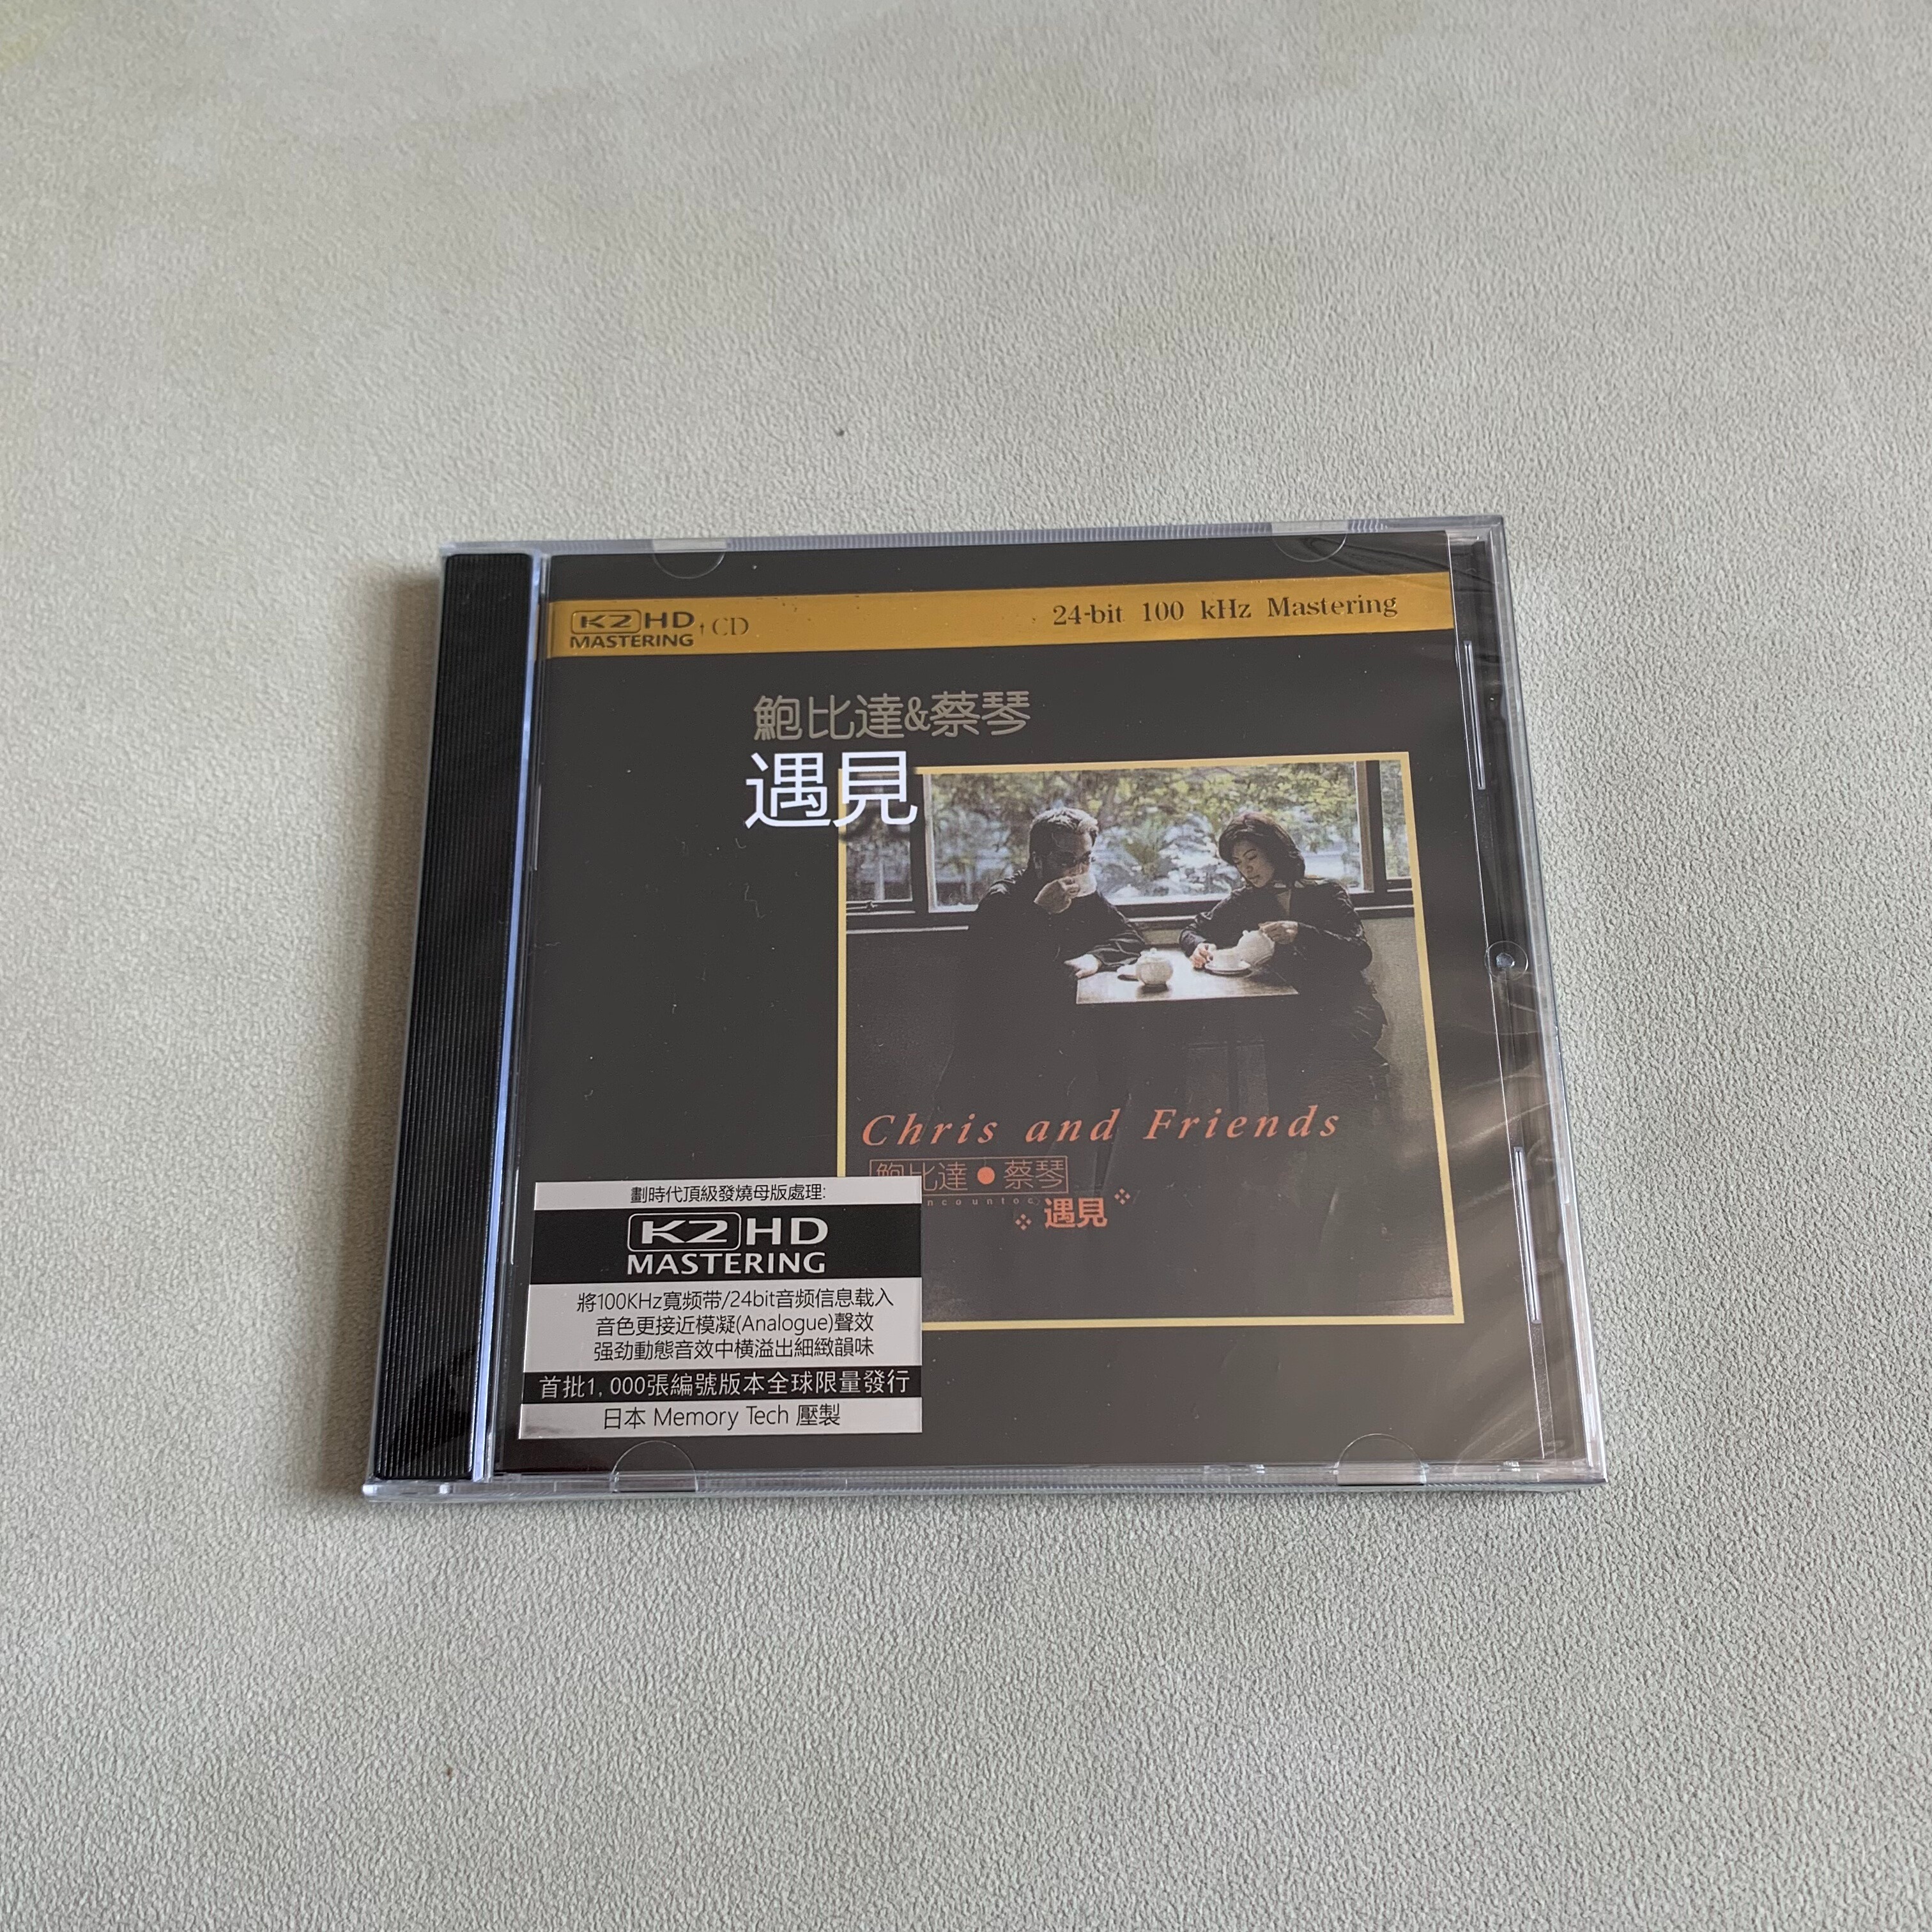 K2HD
MASTERING
CD
24-bit 100 kHz Mastering
鮑比達&蔡琴
遇見
Chris and Friends
鮑比達●蔡琴
遇見
劃時代頂級發燒母版處理:
K2HD
MASTERING
將100KHz寬频带/24bit音频信息载入
音色更接近模凝(Analogue)聲效
强劲動態音效中横溢出細緻韻味
首批1,000張編號版本全球限量發行
日本 Memory Tech 壓製